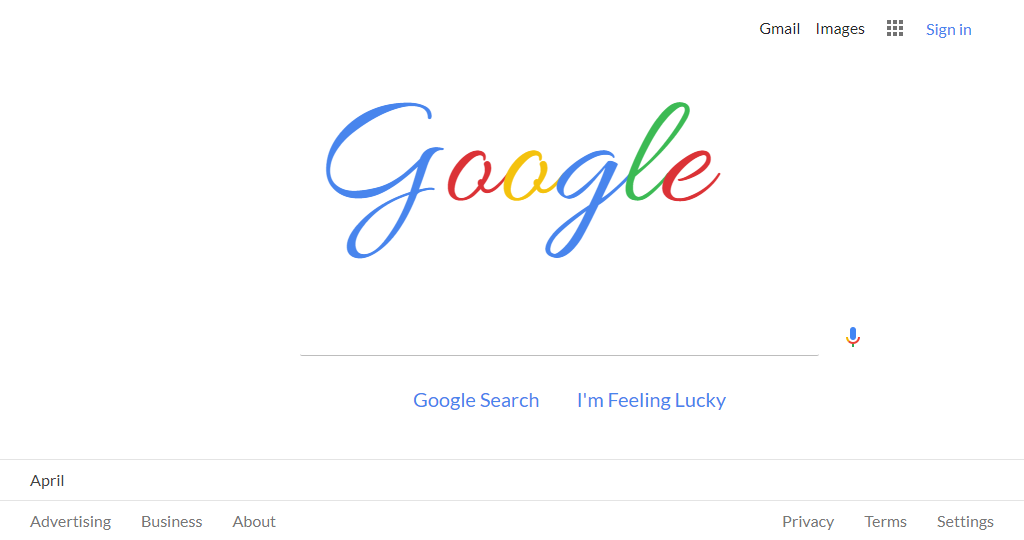 Gmail Images Sign in
Google
Google Search I'm Feeling Lucky
April
Advertising Business About Privacy Terms Settings